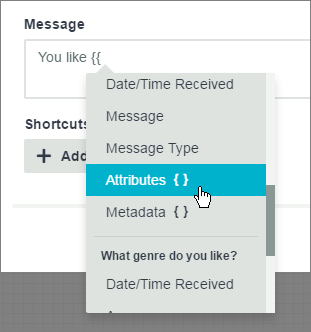 Message
You like {{
Date/Time Received
Message
Shortcuts
Message Type
+ Add
Attributes { }
Metadata { }
What genre do you like?
Date/Time Received